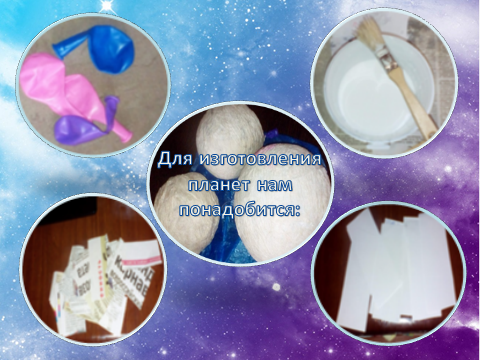 Для изготовления
планет нам
понадобится: